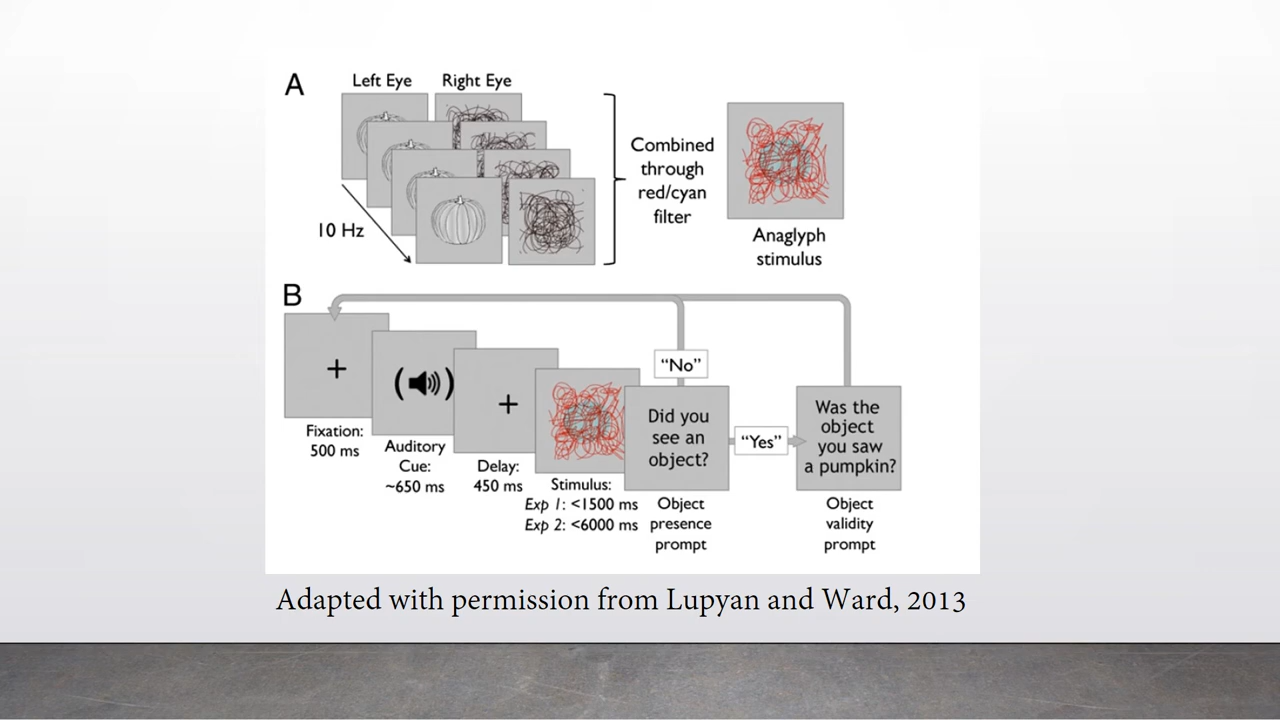 A
Left Eye
Right Eye
10 Hz
Combined
through
red/cyan
filter
Anaglyph
stimulus
B
+
Fixation:
500 ms
Auditory
Cue:
~650 ms
+
Delay:
450 ms
Stimulus:
Exp 1: <1500 ms
Exp 2: <6000 ms
Did you
see an
object?
Object
presence
prompt
"No"
"Yes"
Was the
object
you saw
a pumpkin?
Object
validity
prompt
Adapted with permission from Lupyan and Ward, 2013